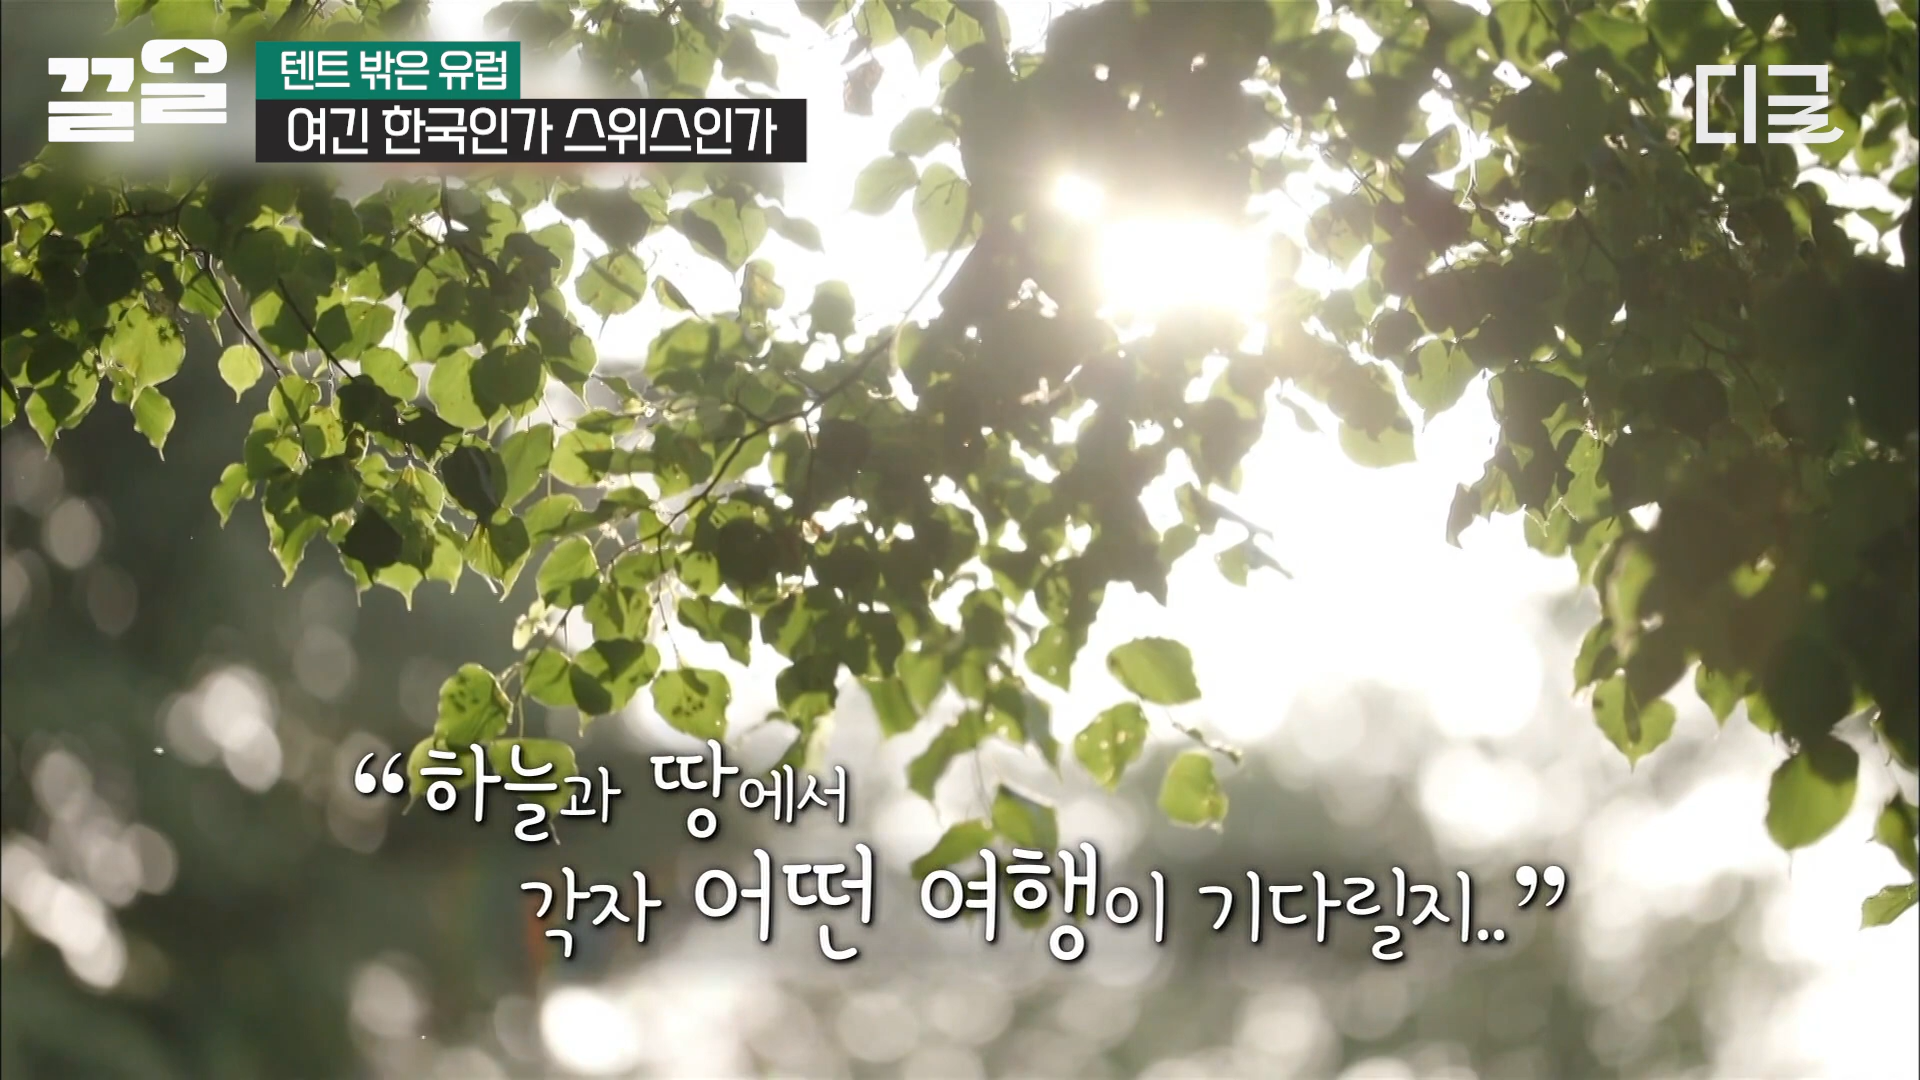 끌올
텐트 밖은 유럽
여긴 한국인가 스위스인가
디글
“하늘과 땅에서
각자 어떤 여행이 기다릴지..”